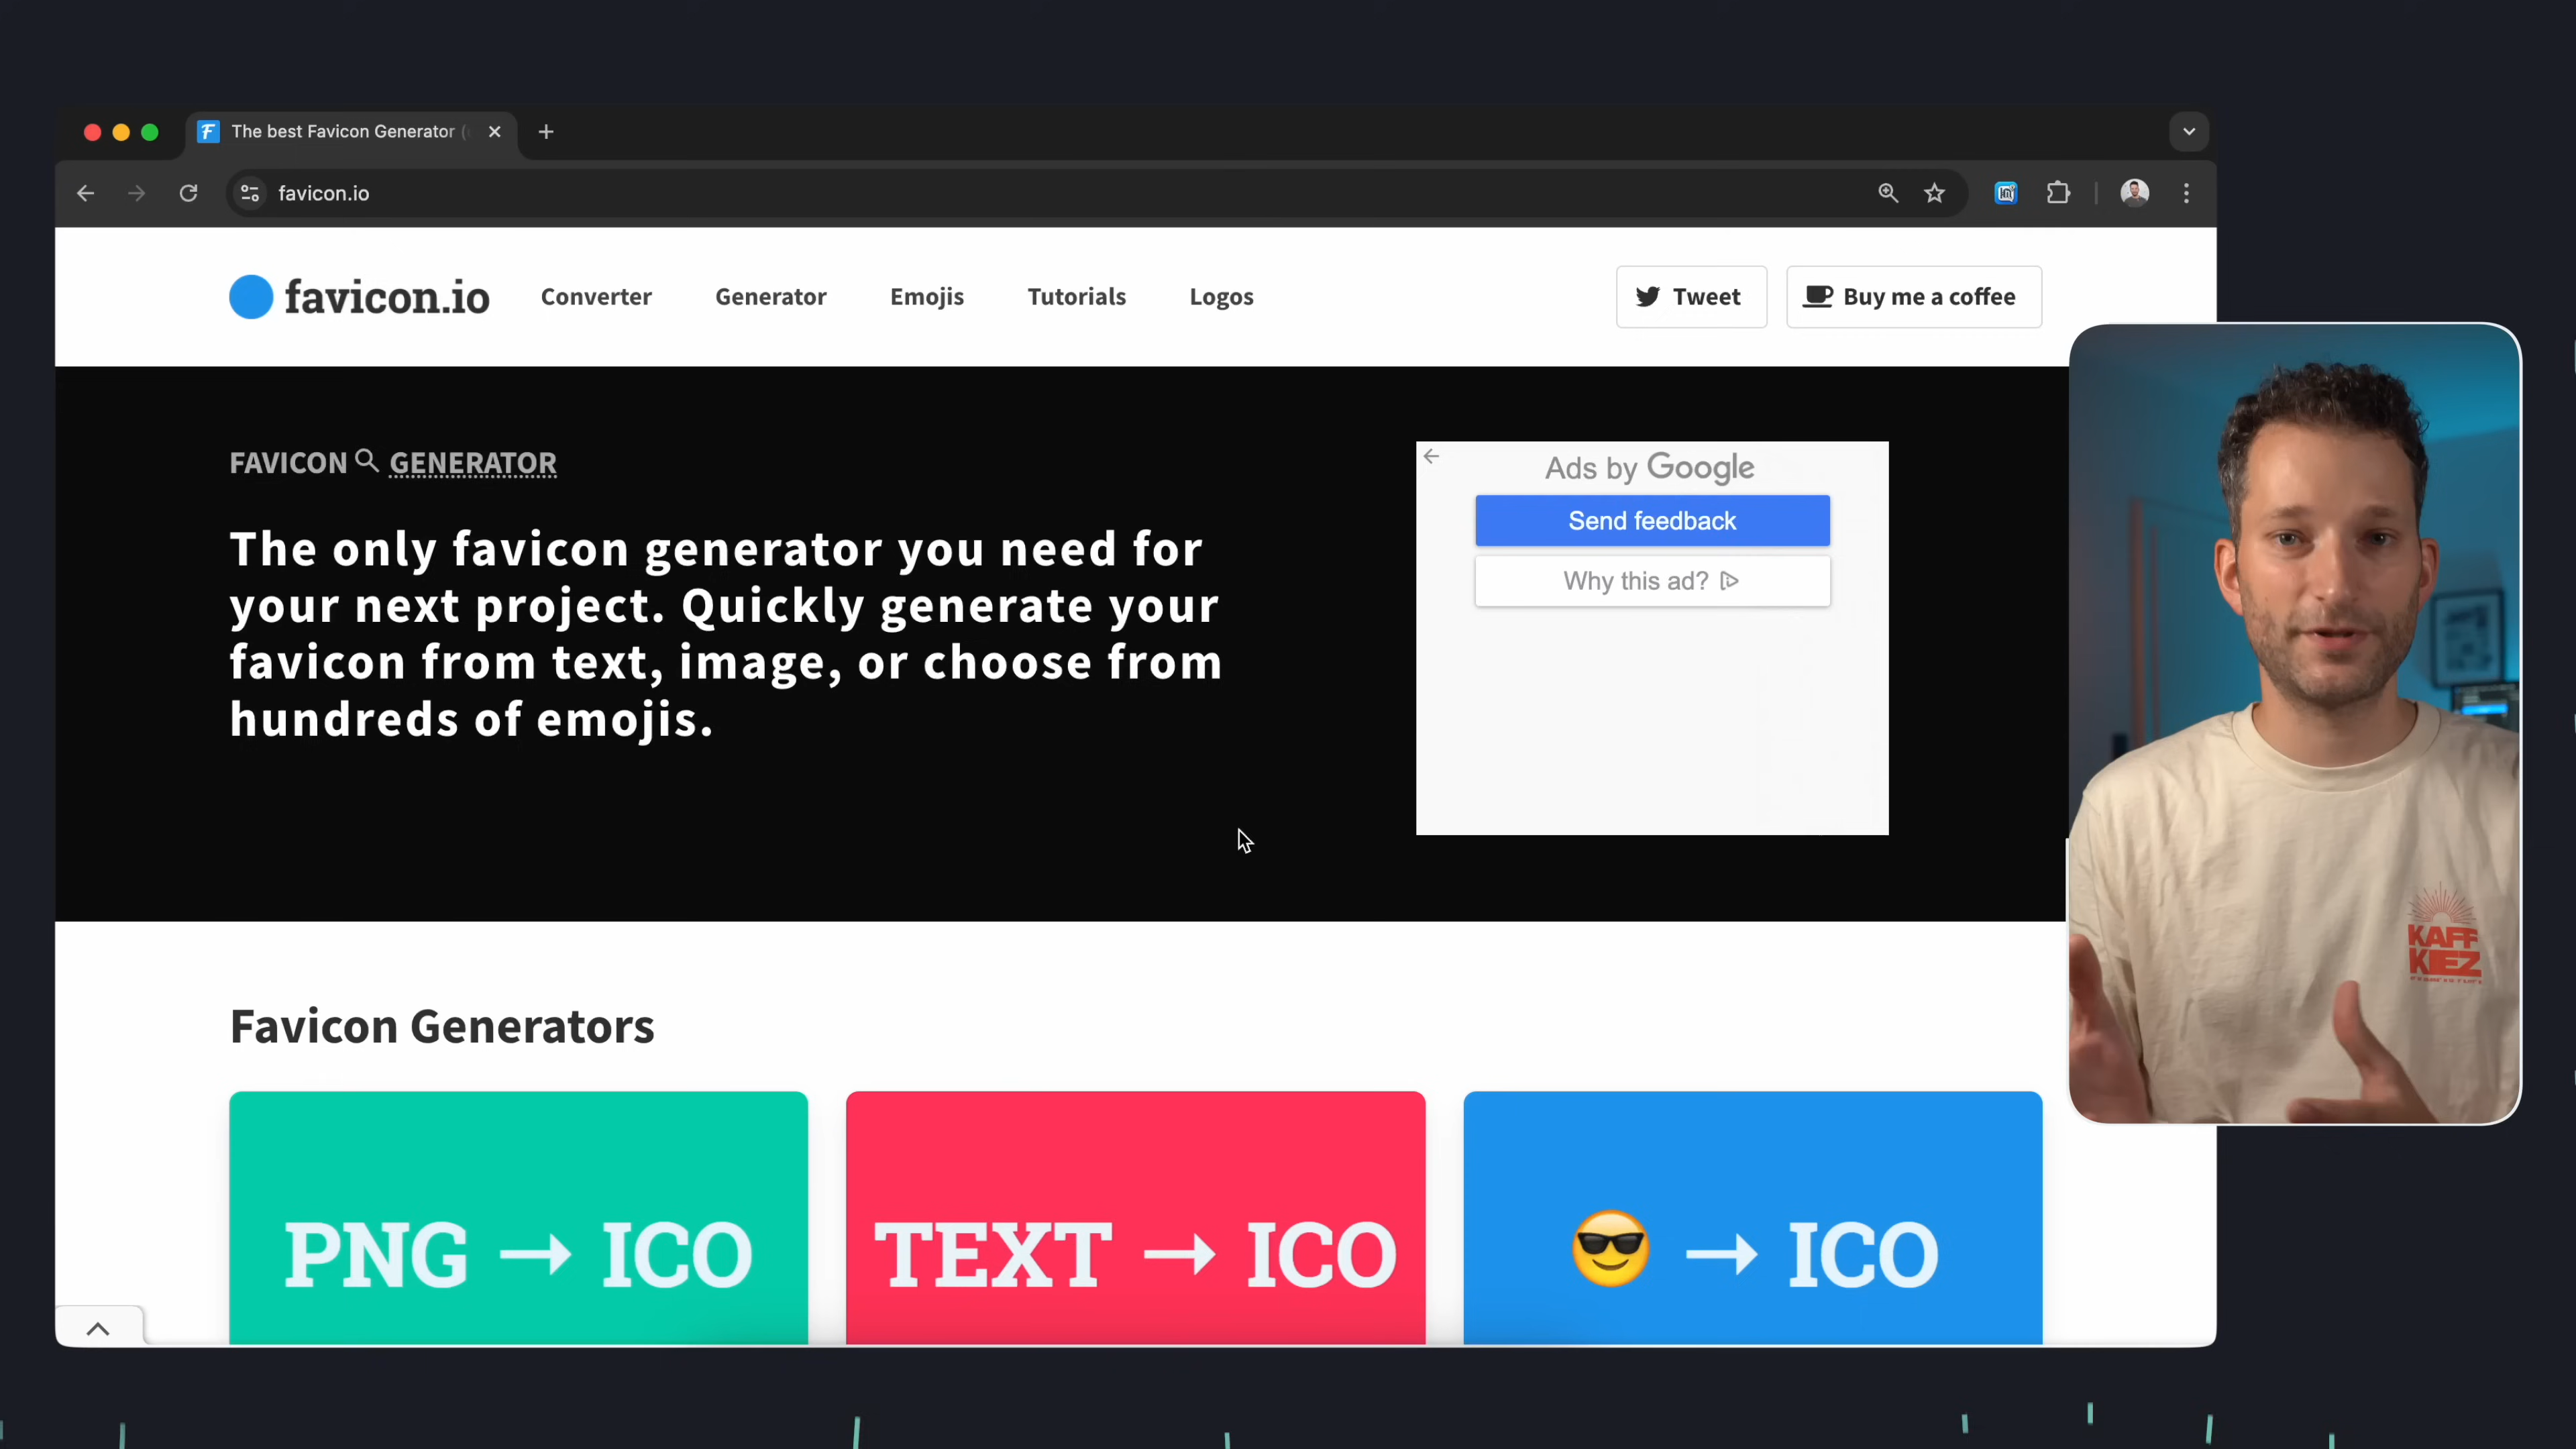 The best Favicon Generator (
favicon.io
favicon.io
Converter
Generator
Emojis
Tutorials
Logos
Tweet
Buy me a coffee
FAVICON GENERATOR
The only favicon generator you need for
your next project. Quickly generate your
favicon from text, image, or choose from
hundreds of emojis.
Ads by Google
Send feedback
Why this ad?
KAFF
KIEZ
Favicon Generators
PNG → ICO
TEXT → ICO
😎 → ICO